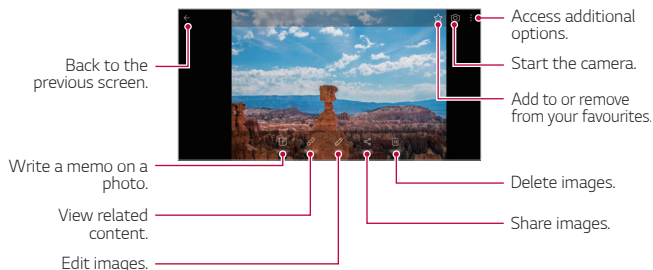 Back to the
previous screen.
Write a memo on a
photo.
View related
content.
Edit images.
Access additional
options.
Start the camera.
Add to or remove
from your favourites.
Delete images.
Share images.